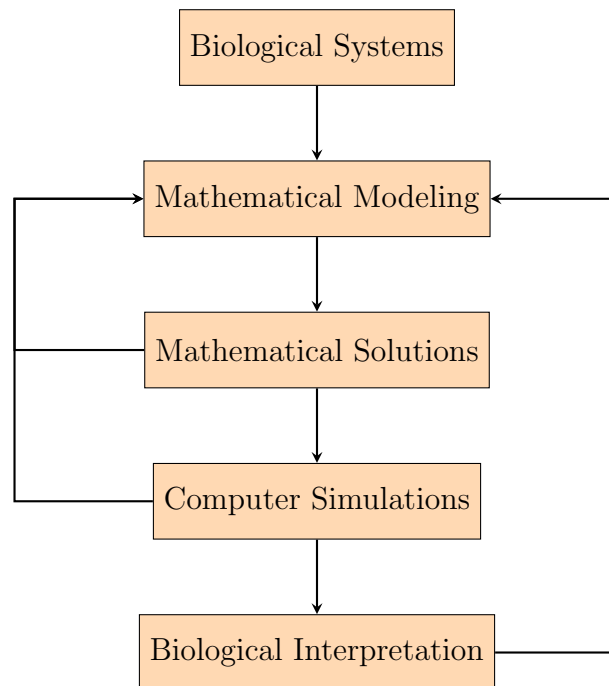 Biological Systems
Mathematical Modeling
Mathematical Solutions
Computer Simulations
Biological Interpretation